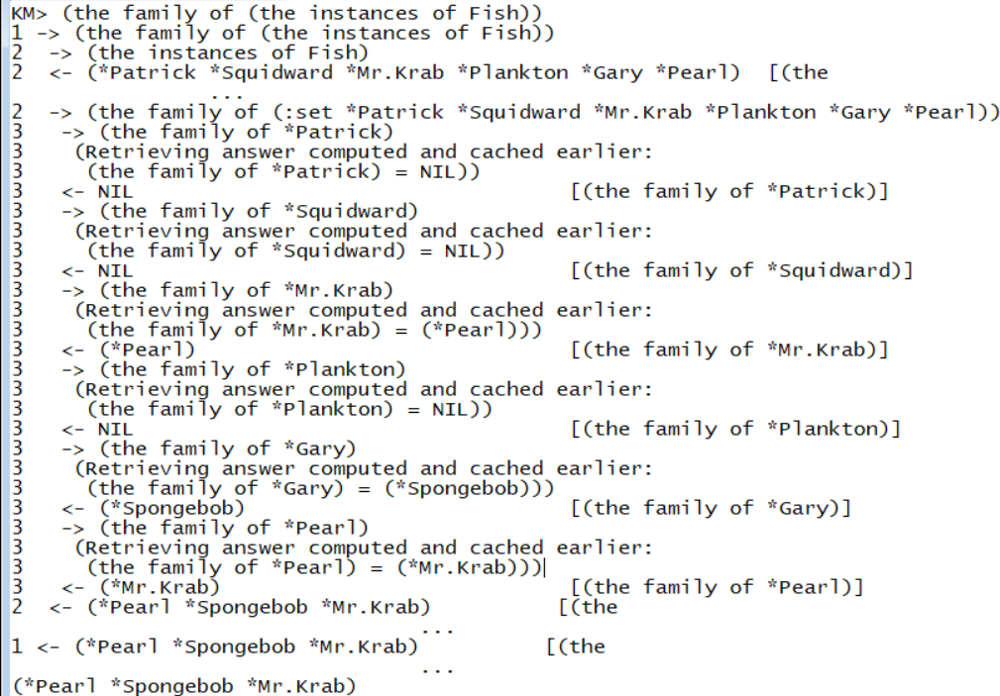 KM> (the family of (the instances of Fish))
1 -> (the family of (the instances of Fish))
2  -> (the instances of Fish)
2  <- (*Patrick *Squidward *Mr.Krab *Plankton *Gary *Pearl)  [(the
...
2  -> (the family of (:set *Patrick *Squidward *Mr.Krab *Plankton *Gary *Pearl))
3   -> (the family of *Patrick)
3    (Retrieving answer computed and cached earlier:
3     (the family of *Patrick) = NIL))
3   <- NIL [(the family of *Patrick)]
3   -> (the family of *Squidward)
3    (Retrieving answer computed and cached earlier:
3     (the family of *Squidward) = NIL))
3   <- NIL [(the family of *Squidward)]
3   -> (the family of *Mr.Krab)
3    (Retrieving answer computed and cached earlier:
3     (the family of *Mr.Krab) = (*Pearl)))
3   <- (*Pearl) [(the family of *Mr.Krab)]
3   -> (the family of *Plankton)
3    (Retrieving answer computed and cached earlier:
3     (the family of *Plankton) = NIL))
3   <- NIL [(the family of *Plankton)]
3   -> (the family of *Gary)
3    (Retrieving answer computed and cached earlier:
3     (the family of *Gary) = (*Spongebob)))
3   <- (*Spongebob) [(the family of *Gary)]
3   -> (the family of *Pearl)
3    (Retrieving answer computed and cached earlier:
3     (the family of *Pearl) = (*Mr.Krab)))
3   <- (*Mr.Krab) [(the family of *Pearl)]
2  <- (*Pearl *Spongebob *Mr.Krab) [(the
...
1 <- (*Pearl *Spongebob *Mr.Krab) [(the
...
(*Pearl *Spongebob *Mr.Krab)